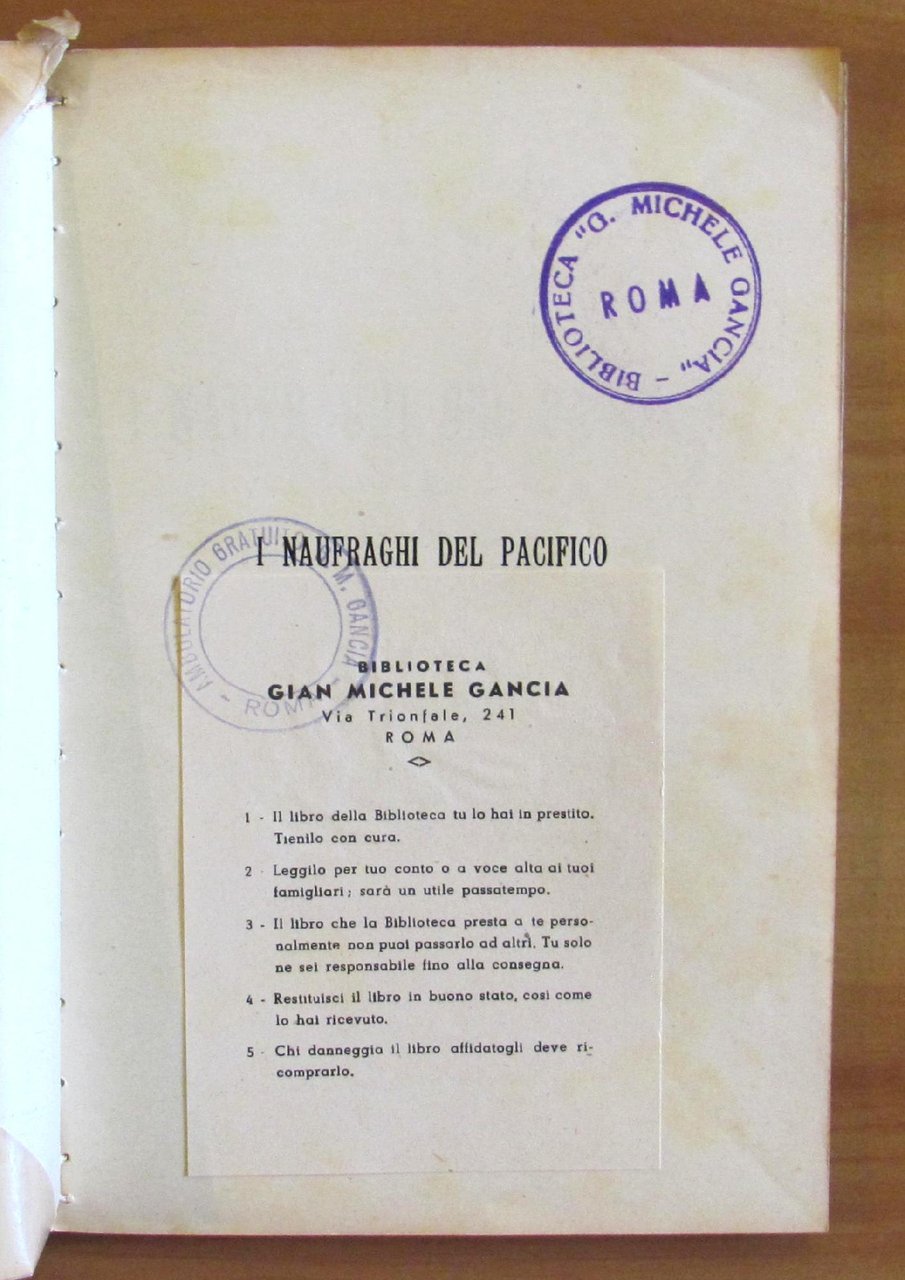 BIBLIOTECA "G. MICHELE GANCIA„ -
ROMA
I NAUFRAGHI DEL PACIFICO
AMBULATORIO GRATUITO G. M. GANCIA
- ROMA -
BIBLIOTECA
GIAN MICHELE GANCIA
Via Trionfale, 241
ROMA
1 - Il libro della Biblioteca tu lo hai in prestito.
Tienilo con cura.
2 - Leggilo per tuo conto o a voce alta ai tuoi
famigliari; sarà un utile passatempo.
3 - Il libro che la Biblioteca presta a te perso-
nalmente non puoi passarlo ad altri. Tu solo
ne sei responsabile fino alla consegna.
4 - Restituisci il libro in buono stato, così come
lo hai ricevuto.
5 - Chi danneggia il libro affidatogli deve ri-
comprarlo.